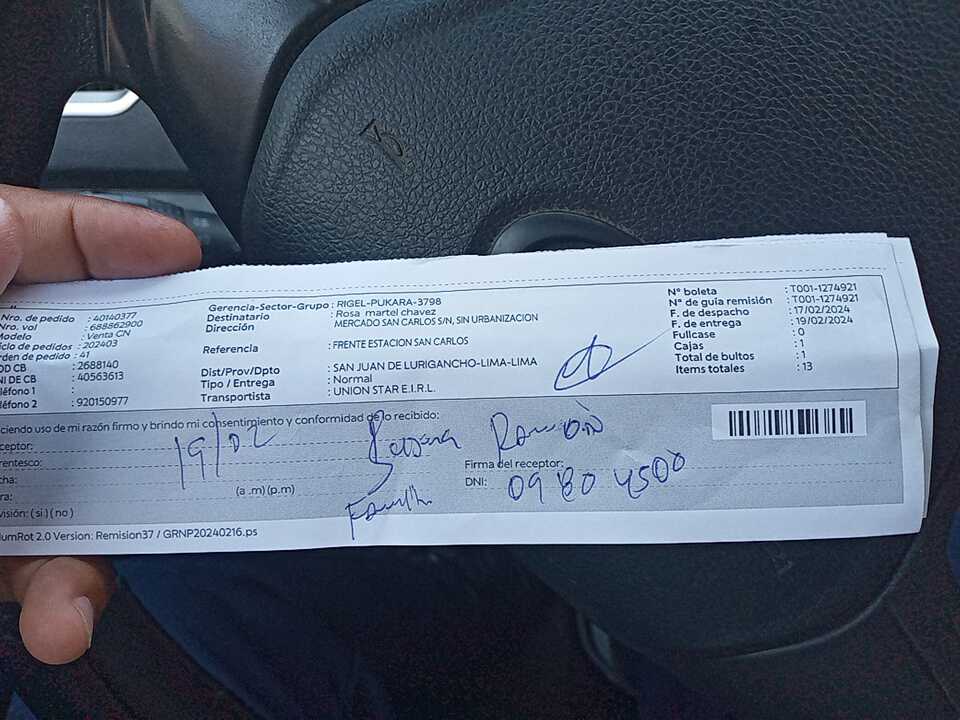 Nro. de pedido : 40140377
Nro. vol : 688862900
Modelo : Venta CN
iclo de pedidos : 202403
rden de pedido : 41
OD CB : 2688140
NI DE CB : 40563613
léfono 1 :
léfono 2 : 920150977
Gerencia-Sector-Grupo : RIGEL-PUKARA-3798
Destinatario : Rosa martel chavez
Dirección : MERCADO SAN CARLOS S/N, SIN URBANIZACION
Referencia : FRENTE ESTACION SAN CARLOS
Dist/Prov/Dpto : SAN JUAN DE LURIGANCHO-LIMA-LIMA
Tipo / Entrega : Normal
Transportista : UNION STAR E.I.R.L.
N° boleta : T001-1274921
N° de guía remisión : T001-1274921
F. de despacho : 17/02/2024
F. de entrega : 19/02/2024
Fullcase : 0
Cajas : 1
Total de bultos : 1
Items totales : 13
ciendo uso de mi razón firmo y brindo mi consentimiento y conformidad de lo recibido:
ceptor:
rentesco:
cha: 19/02
ra: (a .m) (p.m)
visión: ( si ) ( no )
Firma del receptor:
DNI: 09804500
umRot 2.0 Version: Remision37 / GRNP20240216.ps